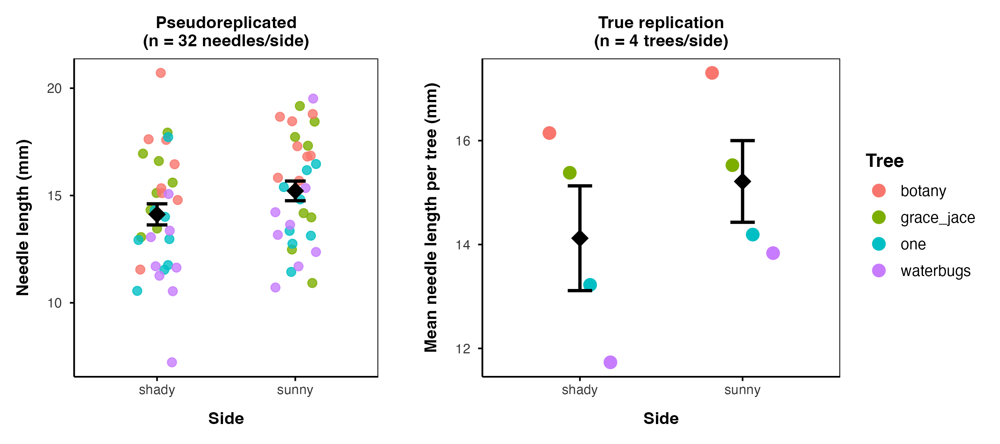 Pseudoreplicated
(n = 32 needles/side)
Needle length (mm)
20
15
10
shady
sunny
Side
True replication
(n = 4 trees/side)
Mean needle length per tree (mm)
16
14
12
shady
sunny
Side
Tree
botany
grace_jace
one
waterbugs